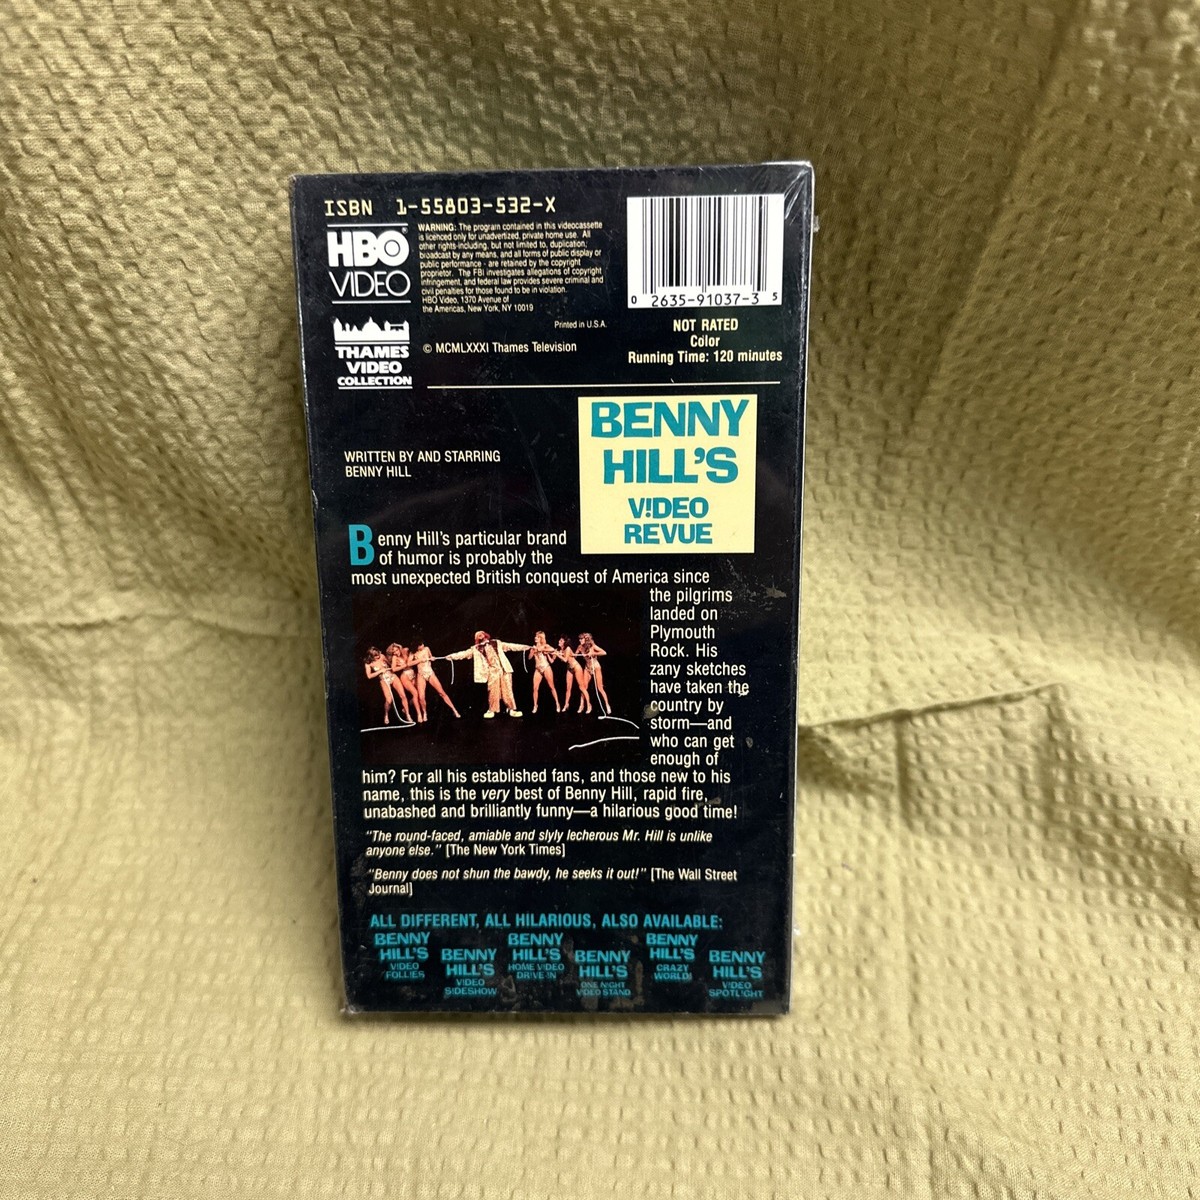 ISBN 1-55803-532-X
HBO®
VIDEO
WARNING: The program contained in this videocassette
is licenced only for unadvertized, private home use. All
other rights-including, but not limited to, duplication,
broadcast by any means, and all forms of public display or
public performance - are retained by the copyright
proprietor. The FBI investigates allegations of copyright
infringement, and federal law provides severe criminal and
civil penalties for those found to be in violation.
HBO Video, 1370 Avenue of
the Americas, New York, NY 10019
Printed in U.S.A.
THAMES
VIDEO
COLLECTION
© MCMLXXXI Thames Television
0 2635-91037-3 5
NOT RATED
Color
Running Time: 120 minutes
BENNY
HILL'S
V!DEO
REVUE
WRITTEN BY AND STARRING
BENNY HILL
Benny Hill's particular brand
of humor is probably the
most unexpected British conquest of America since
the pilgrims
landed on
Plymouth
Rock. His
zany sketches
have taken the
country by
storm—and
who can get
enough of
him? For all his established fans, and those new to his
name, this is the very best of Benny Hill, rapid fire,
unabashed and brilliantly funny—a hilarious good time!
"The round-faced, amiable and slyly lecherous Mr. Hill is unlike
anyone else." [The New York Times]
"Benny does not shun the bawdy, he seeks it out!" [The Wall Street
Journal]
ALL DIFFERENT, ALL HILARIOUS, ALSO AVAILABLE:
BENNY
HILL'S
V!DEO
FOLLIES
BENNY
HILL'S
V!DEO
S!DESHOW
BENNY
HILL'S
HOME V!DEO
DR!VE-!N
BENNY
HILL'S
ONE N!GHT
V!DEO STAND
BENNY
HILL'S
CRAZY
WORLD!
BENNY
HILL'S
V!DEO
SPOTL!GHT